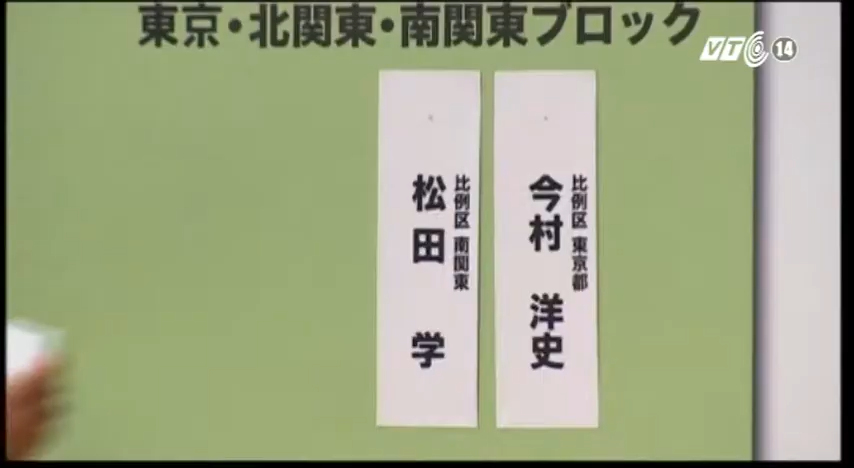 東京・北関東・南関東ブロック
VTC14
比例区 東京都
今村 洋史
比例区 南関東
松田 学